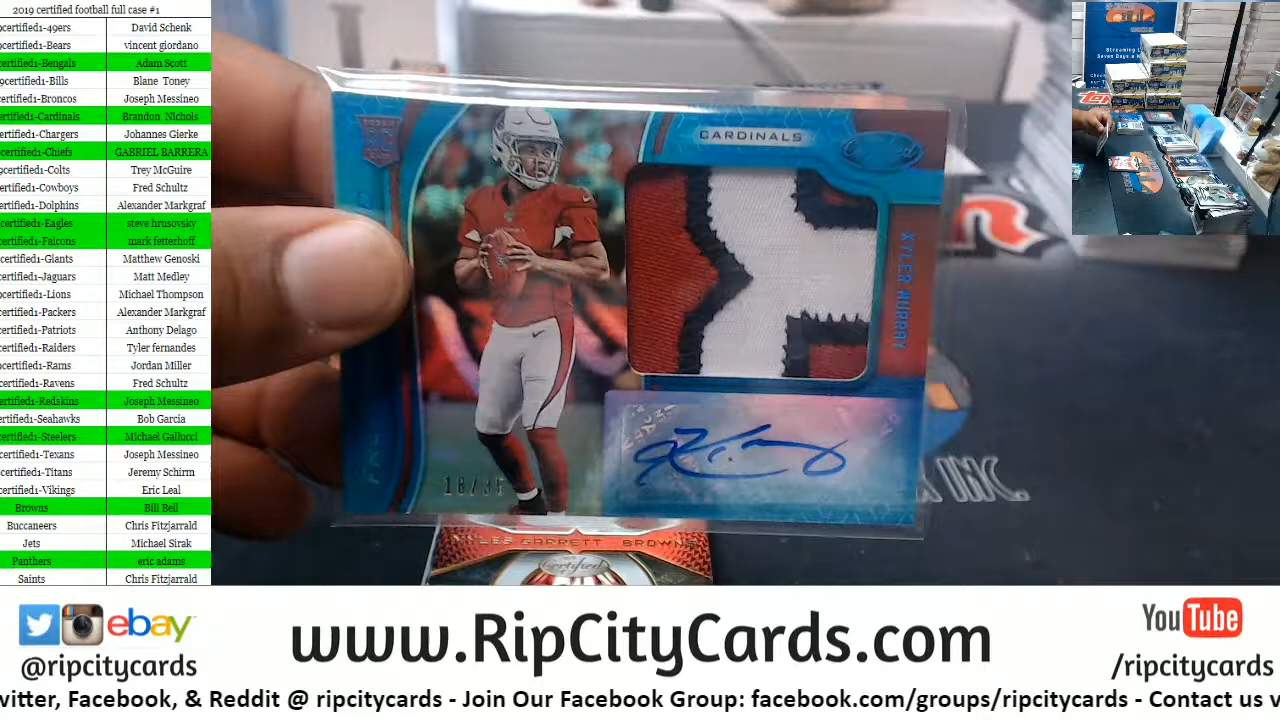 2019 certified football full case #1
certified1-49ers David Schenk
certified1-Bears vincent giordano
certified1-Bengals Adam Scott
9certified1-Bills Blane Toney
certified1-Broncos Joseph Messineo
certified1-Cardinals Brandon Nichols
certified1-Chargers Johannes Gierke
certified1-Chiefs GABRIEL BARRERA
9certified1-Colts Trey McGuire
certified1-Cowboys Fred Schultz
certified1-Dolphins Alexander Markgraf
certified1-Eagles steve hrusovsky
certified1-Falcons mark fetterhoff
certified1-Giants Matthew Genoski
certified1-Jaguars Matt Medley
certified1-Lions Michael Thompson
certified1-Packers Alexander Markgraf
certified1-Patriots Anthony Delago
certified1-Raiders Tyler fernandes
certified1-Rams Jordan Miller
certified1-Ravens Fred Schultz
certified1-Redskins Joseph Messineo
ertified1-Seahawks Bob Garcia
certified1-Steelers Michael Gallucci
certified1-Texans Joseph Messineo
certified1-Titans Jeremy Schirm
certified1-Vikings Eric Leal
Browns Bill Bell
Buccaneers Chris Fitzjarrald
Jets Michael Sirak
Panthers eric adams
Saints Chris Fitzjarrald
CARDINALS
KYLER MURRAY
MYLES GARRETT BROWNS
Certified
INC.
ebay
@ripcitycards
www.RipCityCards.com
YouTube
/ripcitycards
witter, Facebook, & Reddit @ ripcitycards - Join Our Facebook Group: facebook.com/groups/ripcitycards - Contact us v